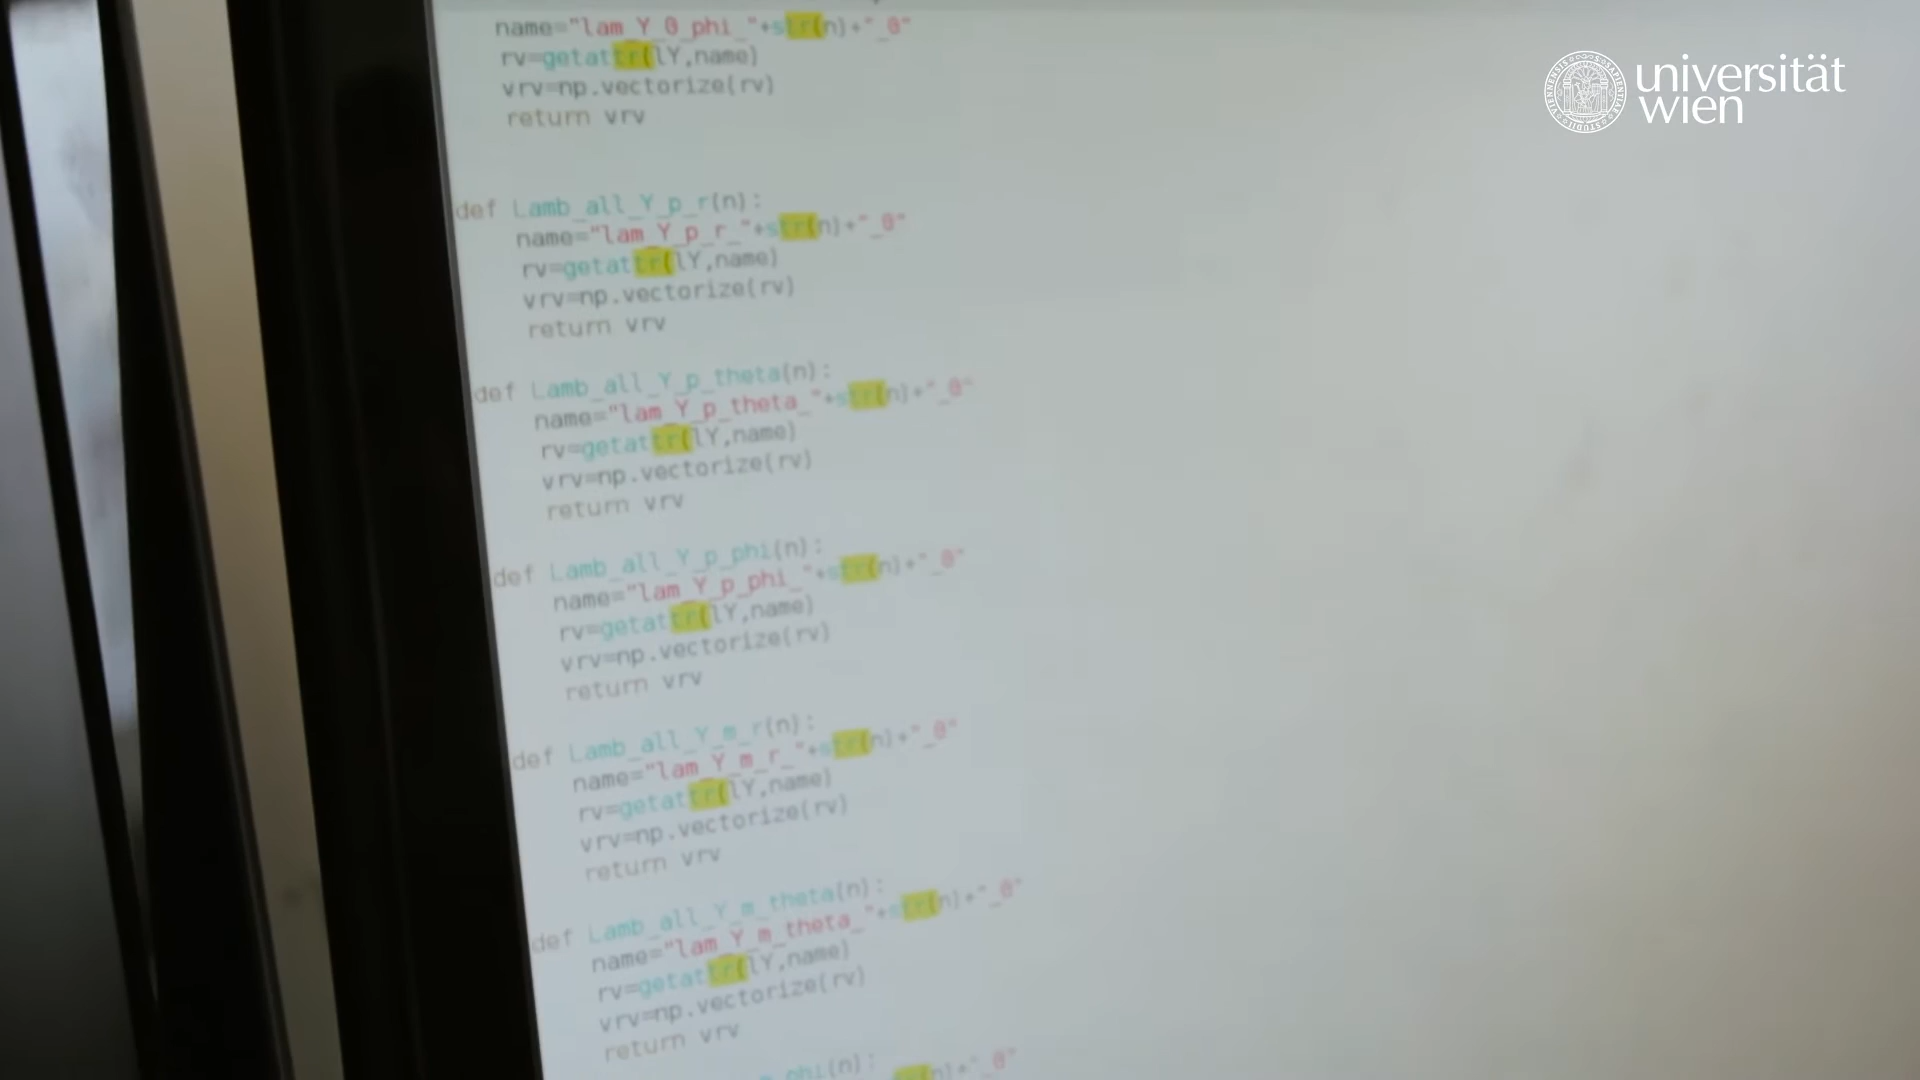 name="lam_Y_0_phi_"+str(n)+"_0"
rv=getattr(lY,name)
vrv=np.vectorize(rv)
return vrv
def Lamb_all_Y_p_r(n):
name="lam_Y_p_r_"+str(n)+"_0"
rv=getattr(lY,name)
vrv=np.vectorize(rv)
return vrv
def Lamb_all_Y_p_theta(n):
name="lam_Y_p_theta_"+str(n)+"_0"
rv=getattr(lY,name)
vrv=np.vectorize(rv)
return vrv
def Lamb_all_Y_p_phi(n):
name="lam_Y_p_phi_"+str(n)+"_0"
rv=getattr(lY,name)
vrv=np.vectorize(rv)
return vrv
def Lamb_all_Y_m_r(n):
name="lam_Y_m_r_"+str(n)+"_0"
rv=getattr(lY,name)
vrv=np.vectorize(rv)
return vrv
def Lamb_all_Y_m_theta(n):
name="lam_Y_m_theta_"+str(n)+"_0"
rv=getattr(lY,name)
vrv=np.vectorize(rv)
return vrv
m_phi(n):
universität
wien